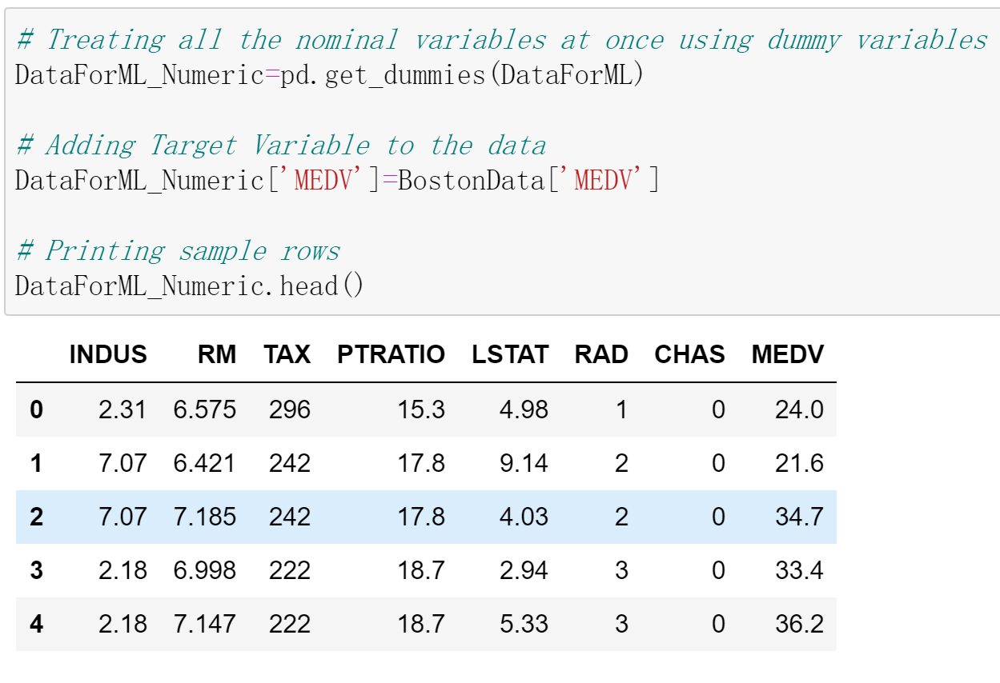 # Treating all the nominal variables at once using dummy variables
DataForML_Numeric=pd.get_dummies(DataForML)
# Adding Target Variable to the data
DataForML_Numeric['MEDV']=BostonData['MEDV']
# Printing sample rows
DataForML_Numeric.head()
INDUS RM TAX PTRATIO LSTAT RAD CHAS MEDV
0 2.31 6.575 296 15.3 4.98 1 0 24.0
1 7.07 6.421 242 17.8 9.14 2 0 21.6
2 7.07 7.185 242 17.8 4.03 2 0 34.7
3 2.18 6.998 222 18.7 2.94 3 0 33.4
4 2.18 7.147 222 18.7 5.33 3 0 36.2